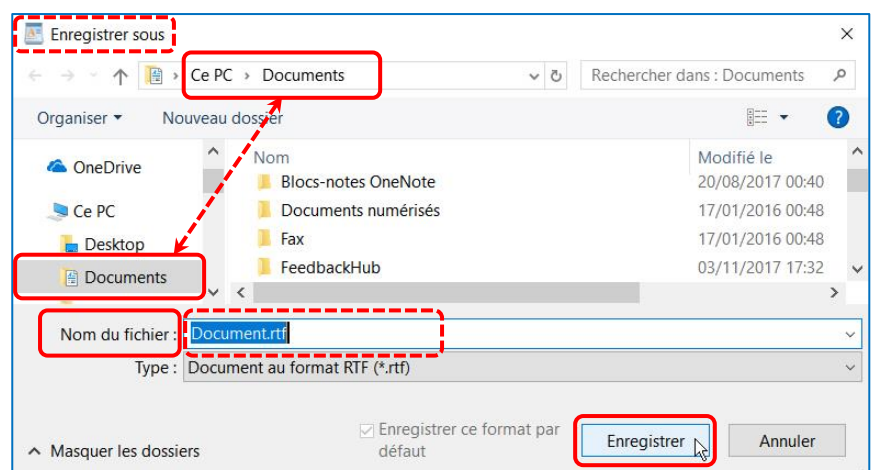 Enregistrer sous
Ce PC › Documents
Rechercher dans : Documents
Organiser
Nouveau dossier
Nom
Modifié le
OneDrive
Blocs-notes OneNote
20/08/2017 00:40
Ce PC
Documents numérisés
17/01/2016 00:48
Desktop
Fax
17/01/2016 00:48
Documents
FeedbackHub
03/11/2017 17:32
Nom du fichier : Document.rtf
Type : Document au format RTF (*.rtf)
Enregistrer ce format par
défaut
Enregistrer
Annuler
Masquer les dossiers